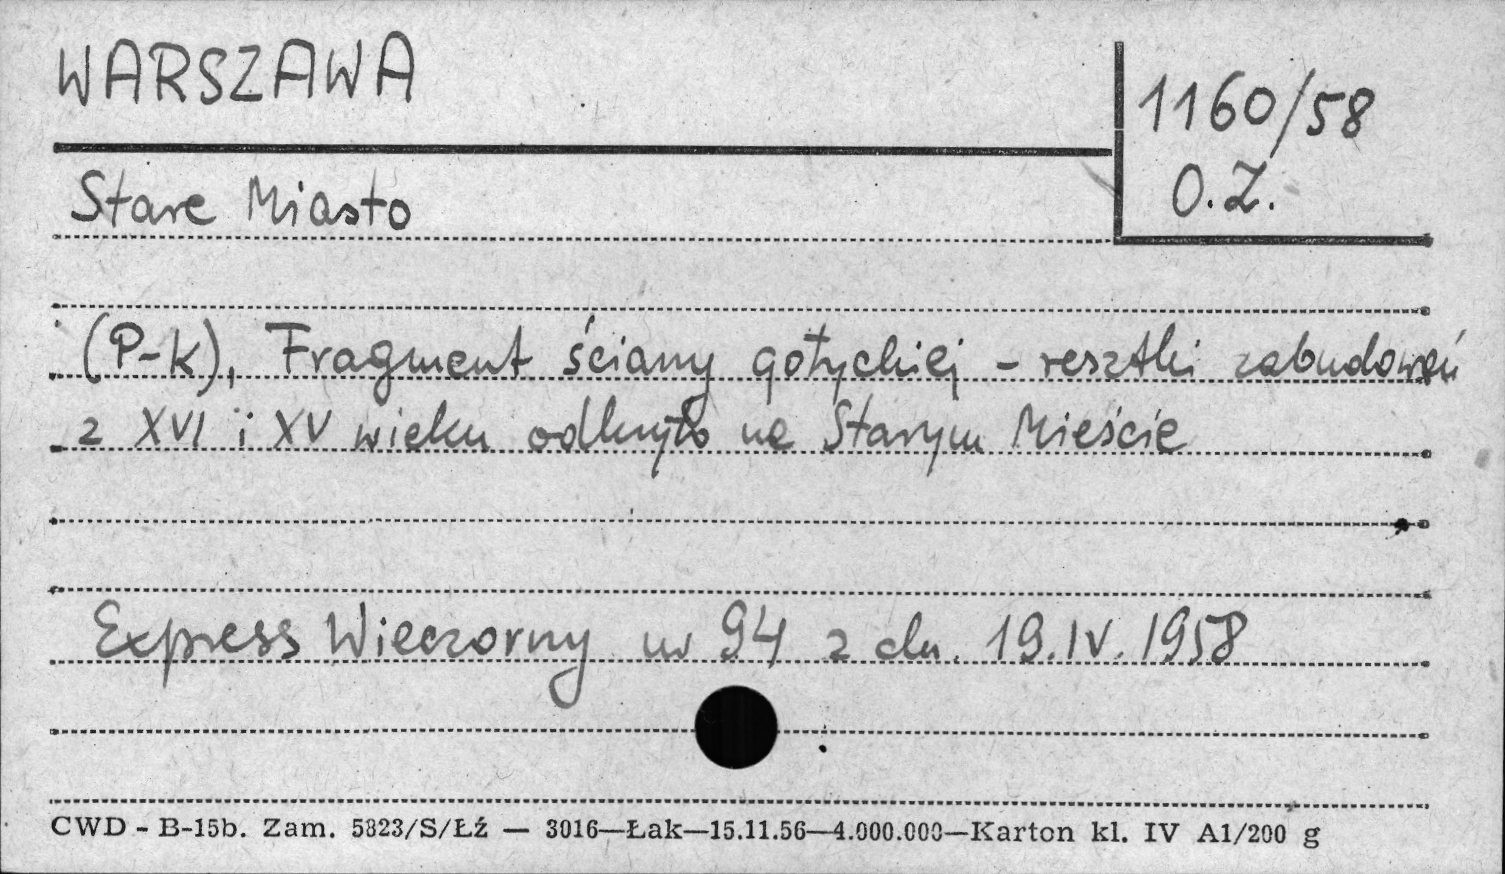 WARSZAWA
1160/58
O.Z.
Stare Miasto
(P-k), Fragment ściany gotyckiej - resztki zabudowań
z XVI i XV wieku odkryto na Starym Mieście
Express Wieczorny nr 94 z dn. 19.IV.1958
CWD - B-15b. Zam. 5823/S/Łź — 3016—Łak—15.11.56—4.000.000—Karton kl. IV A1/200 g